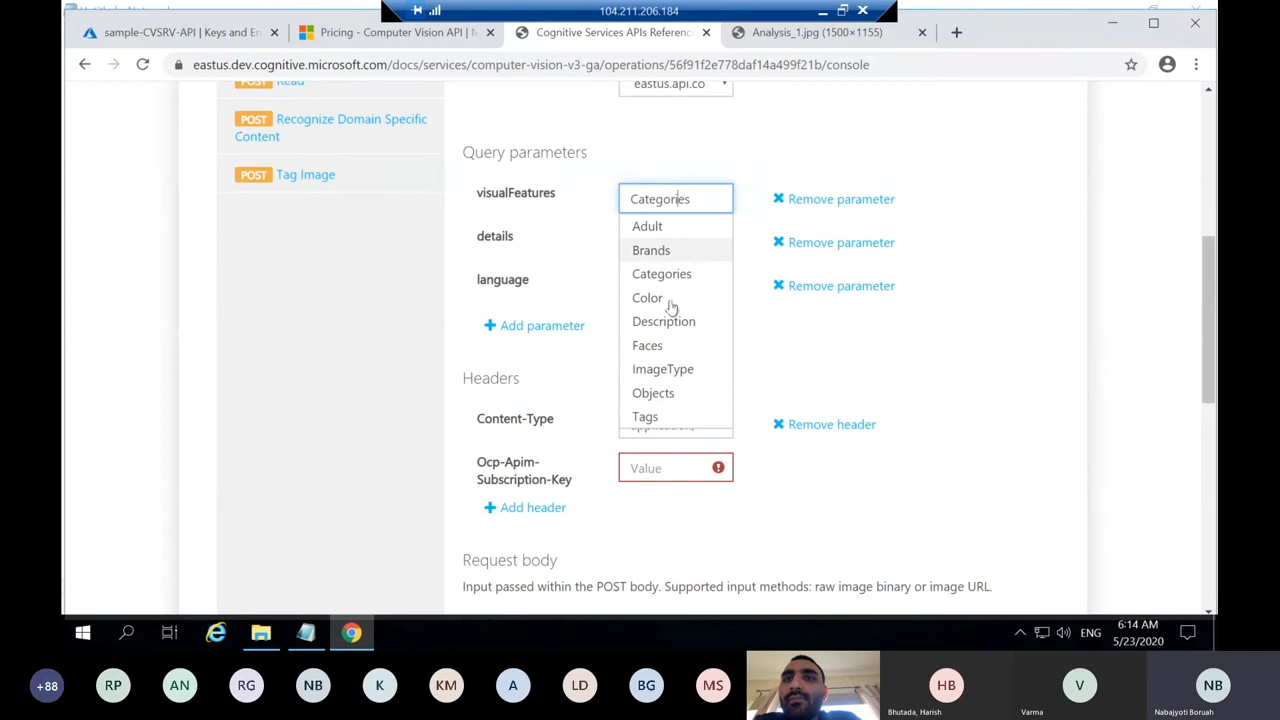 104.211.206.184
sample-CVSRV-API | Keys and En
Pricing - Computer Vision API | M
Cognitive Services APIs Referenc
Analysis_1.jpg (1500×1155)
eastus.dev.cognitive.microsoft.com/docs/services/computer-vision-v3-ga/operations/56f91f2e778daf14a499f21b/console
POST Read
POST Recognize Domain Specific
Content
POST Tag Image
eastus.api.co
Query parameters
visualFeatures
Categories
Remove parameter
details
Remove parameter
language
Remove parameter
Adult
Brands
Categories
Color
Description
Faces
ImageType
Objects
Tags
Add parameter
Headers
Content-Type
application/
Remove header
Ocp-Apim-
Subscription-Key
Value
Add header
Request body
Input passed within the POST body. Supported input methods: raw image binary or image URL.
ENG
6:14 AM
5/23/2020
+88
RP
AN
RG
NB
K
KM
A
LD
BG
MS
HB
Bhutada, Harish
V
Varma
NB
Nabajyoti Boruah